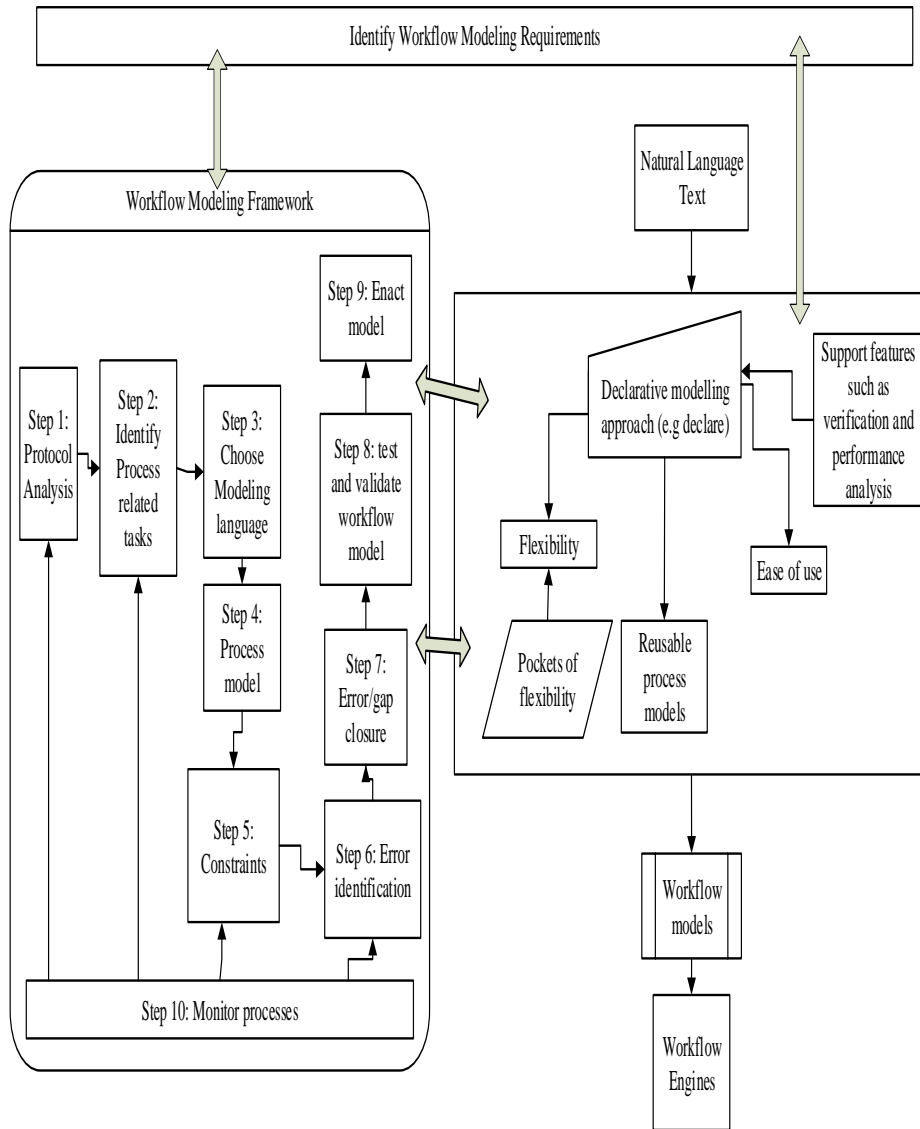 Identify Workflow Modeling Requirements
Natural Language
Text
Workflow Modeling Framework
Step 1:
Protocol
Analysis
Step 2:
Identify
Process
related
tasks
Step 3:
Choose
Modeling
language
Step 4:
Process
model
Step 5:
Constraints
Step 6: Error
identification
Step 7:
Error/gap
closure
Step 8: test
and validate
workflow
model
Step 9: Enact
model
Step 10: Monitor processes
Declarative modelling
approach (e.g declare)
Support features
such as
verification and
performance
analysis
Flexibility
Ease of use
Pockets of
flexibility
Reusable
process
models
Workflow
models
Workflow
Engines